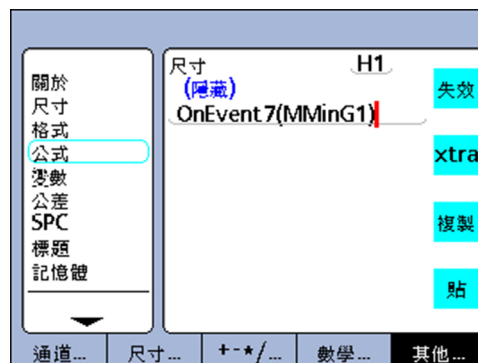 關於
尺寸
格式
公式
變數
公差
SPC
標題
記憶體
尺寸 H1
(隱藏)
OnEvent7(MMinG1)
失效
xtra
複製
貼
通道...
尺寸...
+-*/...
數學...
其他...